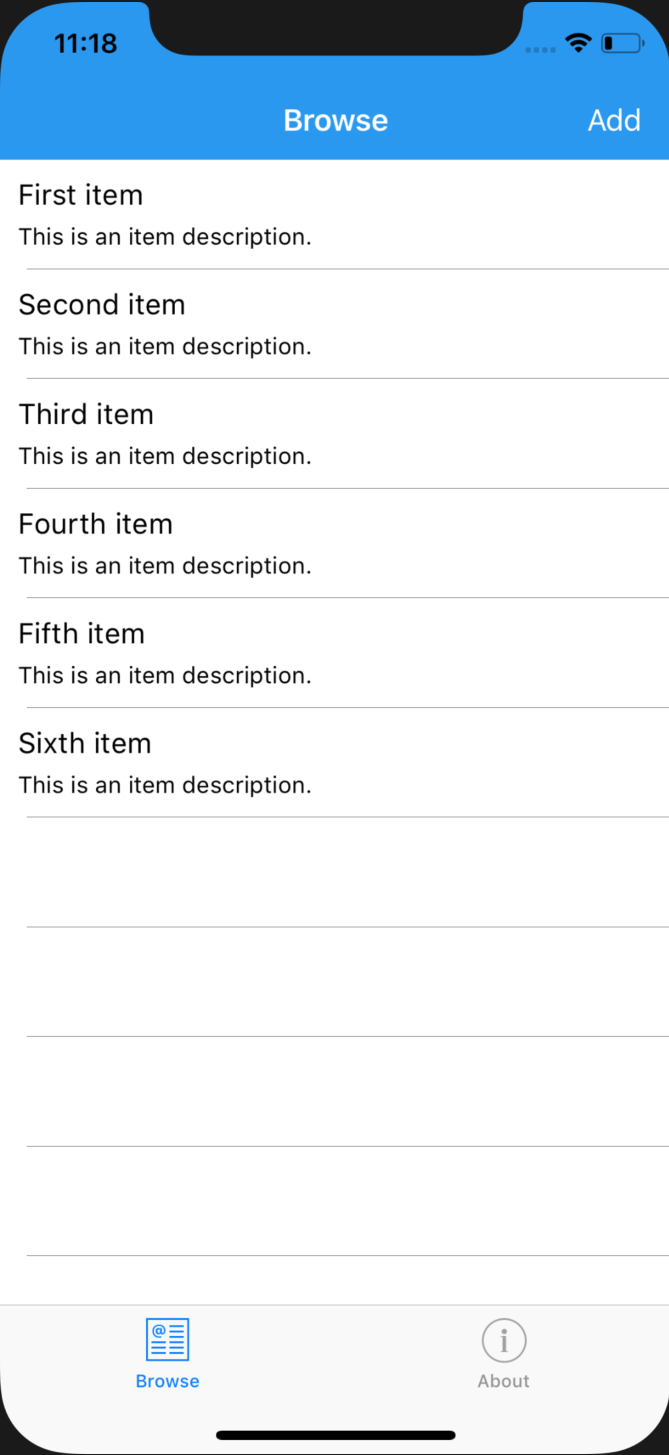 11:18
Browse
Add
First item
This is an item description.
Second item
This is an item description.
Third item
This is an item description.
Fourth item
This is an item description.
Fifth item
This is an item description.
Sixth item
This is an item description.
@
Browse
i
About